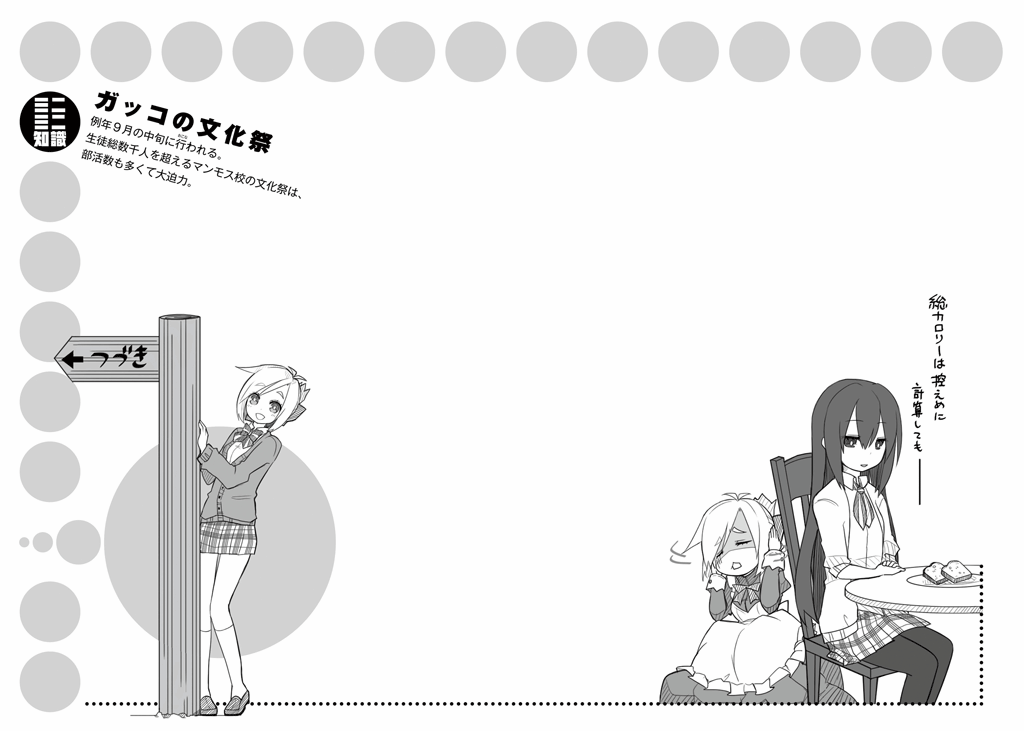 ミニ
知識
ガッコの文化祭
例年9月の中旬に行われる。
おこな
生徒総数千人を超えるマンモス校の文化祭は、
部活数も多くて大迫力。
←つづき
総カロリーは控えめに
計算しても―